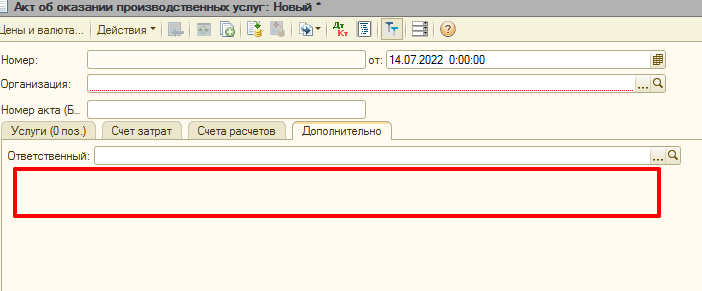 Акт об оказании производственных услуг: Новый *
Цены и валюта... Действия Дт Кт
Номер: от: 14.07.2022 0:00:00
Организация: ...
Номер акта (Б...
Услуги (0 поз.) Счет затрат Счета расчетов Дополнительно
Ответственный: ...